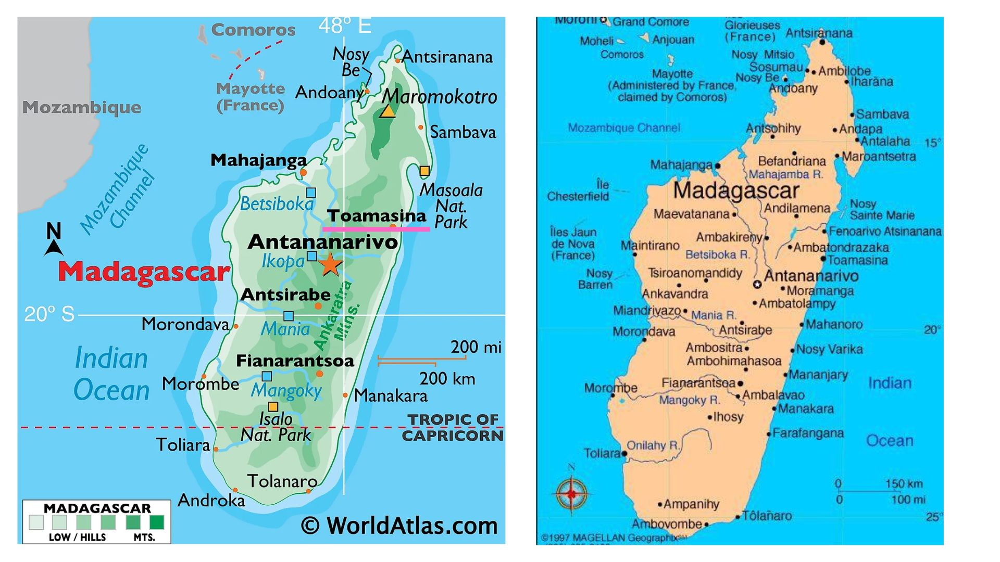 Comoros
48° E
Nosy
Be
Antsiranana
Mayotte
(France)
Andoany
Maromokotro
Mozambique
Sambava
Mozambique
Channel
Mahajanga
Betsiboka
Masoala
Nat.
Park
Toamasina
N
Antananarivo
Ikopa
Madagascar
Antsirabe
Ankaratra
Mtns.
20° S
Morondava
Mania
Indian
Ocean
200 mi
200 km
Fianarantsoa
Morombe
Mangoky
Manakara
Isalo
Nat. Park
TROPIC OF
CAPRICORN
Toliara
Tolanaro
Androka
MADAGASCAR
LOW / HILLS
MTS.
© WorldAtlas.com
Moroni
Grand Comore
Glorieuses
(France)
Antsiranana
Moheli
Anjouan
Comoros
Nosy Mitsio
Sosumau
Ambilobe
Mayotte
(Administered by France,
claimed by Comoros)
Nosy Be
Iharãna
Andoany
Sambava
Mozambique Channel
Antsohihy
Andapa
Antalaha
15°
Befandriana
Maroantsetra
Mahajanga
Mahajamba R.
Île
Chesterfield
Madagascar
Andilamena
Nosy
Sainte Marie
Maevatanana
Îles Jaun
de Nova
(France)
Fenoarivo Atsinanana
Ambakireny
Maintirano
Ambatondrazaka
Betsiboka R.
Toamasina
Nosy
Barren
Tsiroanomandidy
Antananarivo
Ankavandra
Moramanga
Ambatolampy
Miandrivazo
Mania R.
Mahanoro
20°
Morondava
Antsirabe
Ambositra
Nosy Varika
Ambohimahasoa
Mananjary
Indian
Fianarantsoa
Morombe
Ambalavao
Mangoky R.
Manakara
Ihosy
Farafangana
Ocean
Onilahy R.
Toliara
N
0
150 km
0
100 mi
Ampanihy
Tôlañaro
25°
Ambovombe
©1997 MAGELLAN Geographix